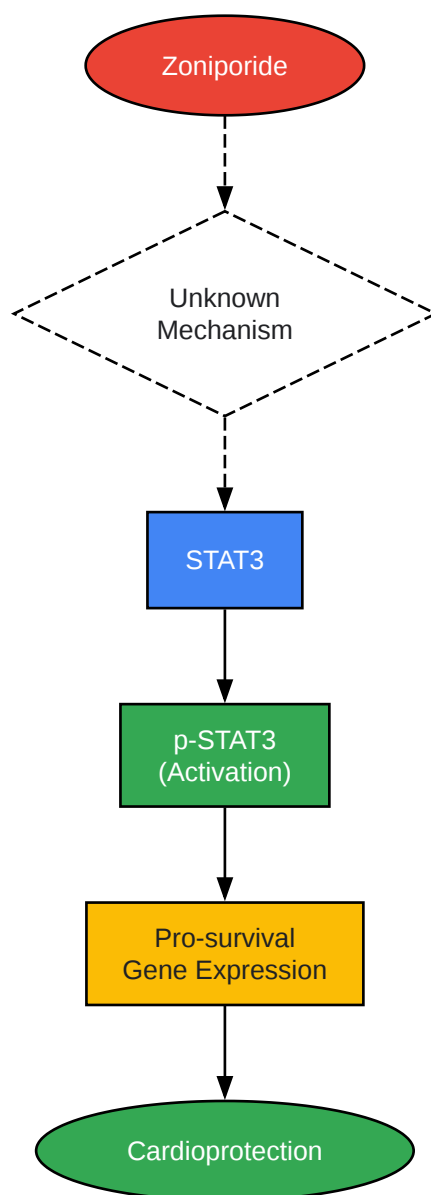 Zoniporide
Unknown
Mechanism
STAT3
p-STAT3
(Activation)
Pro-survival
Gene Expression
Cardioprotection